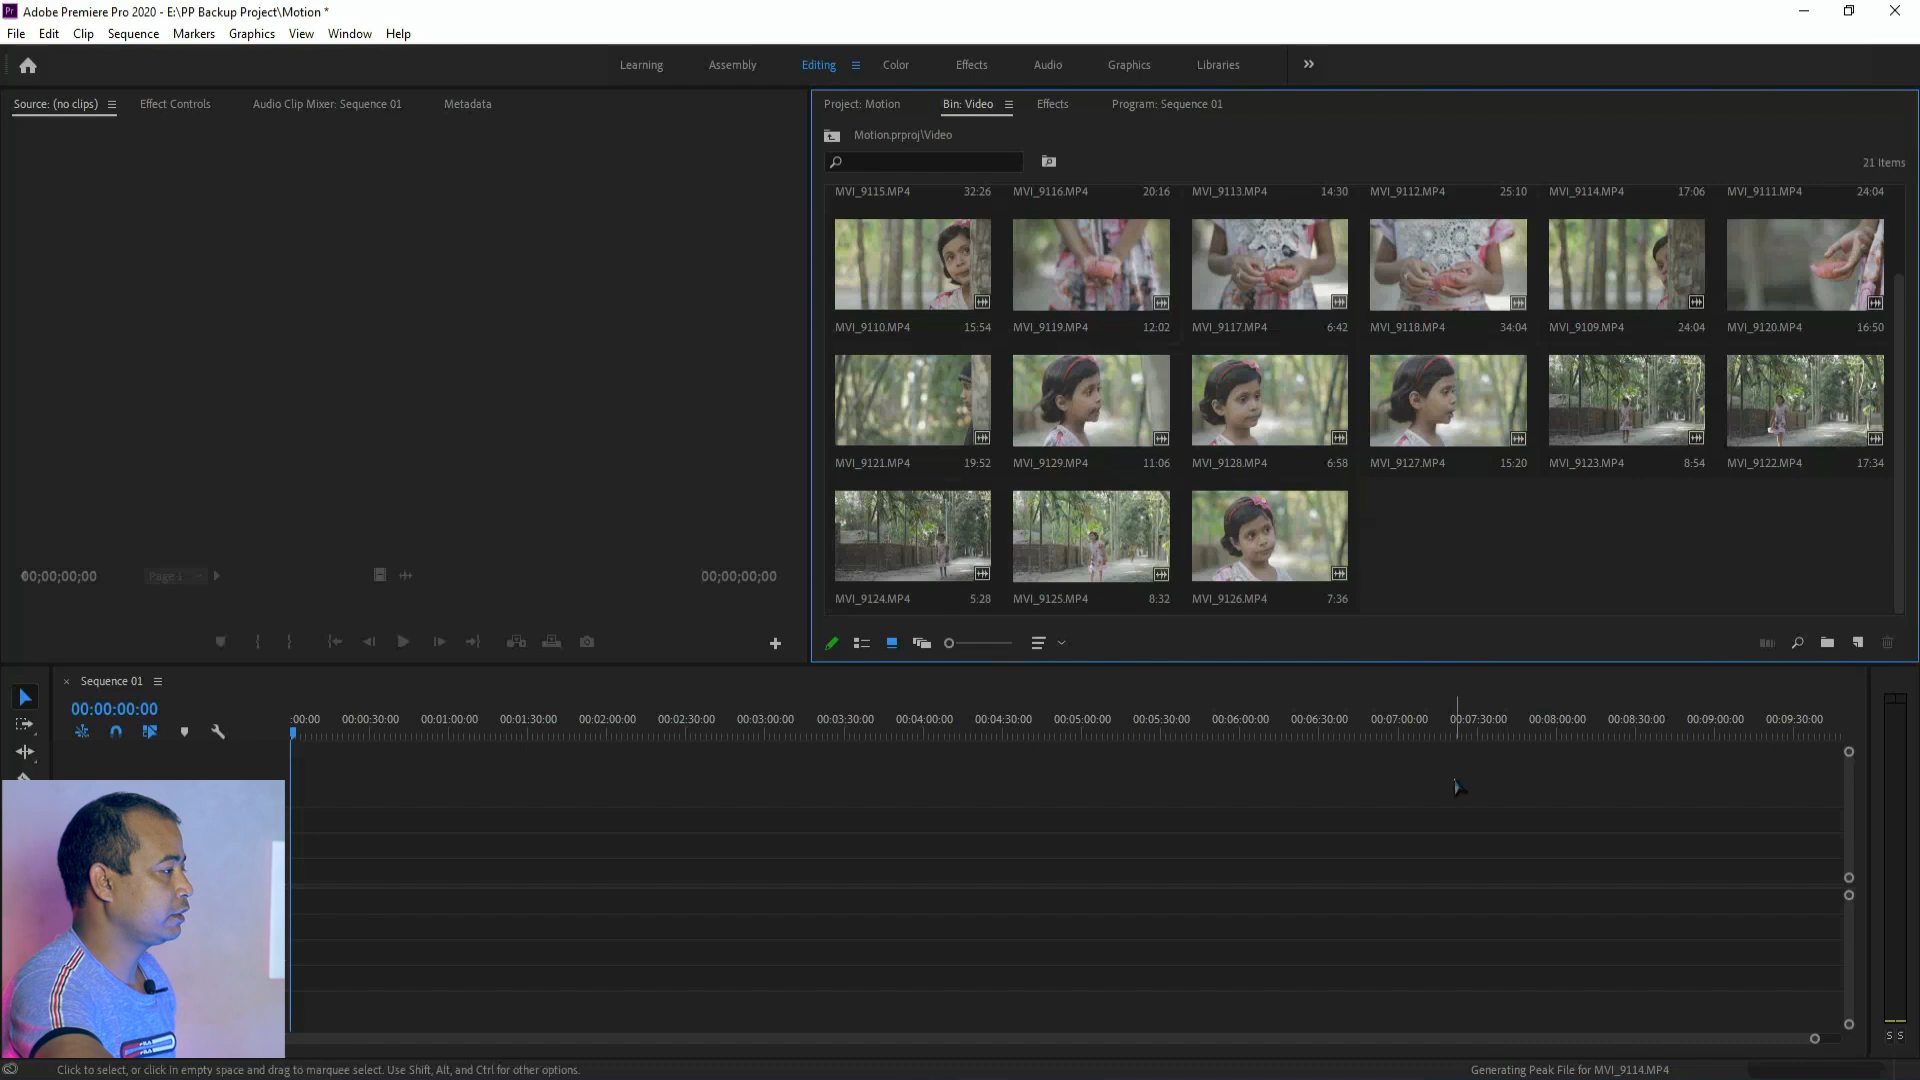 Adobe Premiere Pro 2020 - E:\PP Backup Project\Motion *
File Edit Clip Sequence Markers Graphics View Window Help
Learning Assembly Editing Color Effects Audio Graphics Libraries
Source: (no clips) Effect Controls Audio Clip Mixer: Sequence 01 Metadata
Project: Motion Bin: Video Effects Program: Sequence 01
Motion.prproj\Video
21 Items
MVI_9115.MP4 32:26 MVI_9116.MP4 20:16 MVI_9113.MP4 14:30 MVI_9112.MP4 25:10 MVI_9114.MP4 17:06 MVI_9111.MP4 24:04
MVI_9110.MP4 15:54 MVI_9119.MP4 12:02 MVI_9117.MP4 6:42 MVI_9118.MP4 34:04 MVI_9109.MP4 24:04 MVI_9120.MP4 16:50
MVI_9121.MP4 19:52 MVI_9129.MP4 11:06 MVI_9128.MP4 6:58 MVI_9127.MP4 15:20 MVI_9123.MP4 8:54 MVI_9122.MP4 17:34
MVI_9124.MP4 5:28 MVI_9125.MP4 8:32 MVI_9126.MP4 7:36
00;00;00;00 Page 1 00;00;00;00
Sequence 01
00:00:00:00
:00:00 00:00:30:00 00:01:00:00 00:01:30:00 00:02:00:00 00:02:30:00 00:03:00:00 00:03:30:00 00:04:00:00 00:04:30:00 00:05:00:00 00:05:30:00 00:06:00:00 00:06:30:00 00:07:00:00 00:07:30:00 00:08:00:00 00:08:30:00 00:09:00:00 00:09:30:00
S S
Click to select, or click in empty space and drag to marquee select. Use Shift, Alt, and Ctrl for other options.
Generating Peak File for MVI_9114.MP4